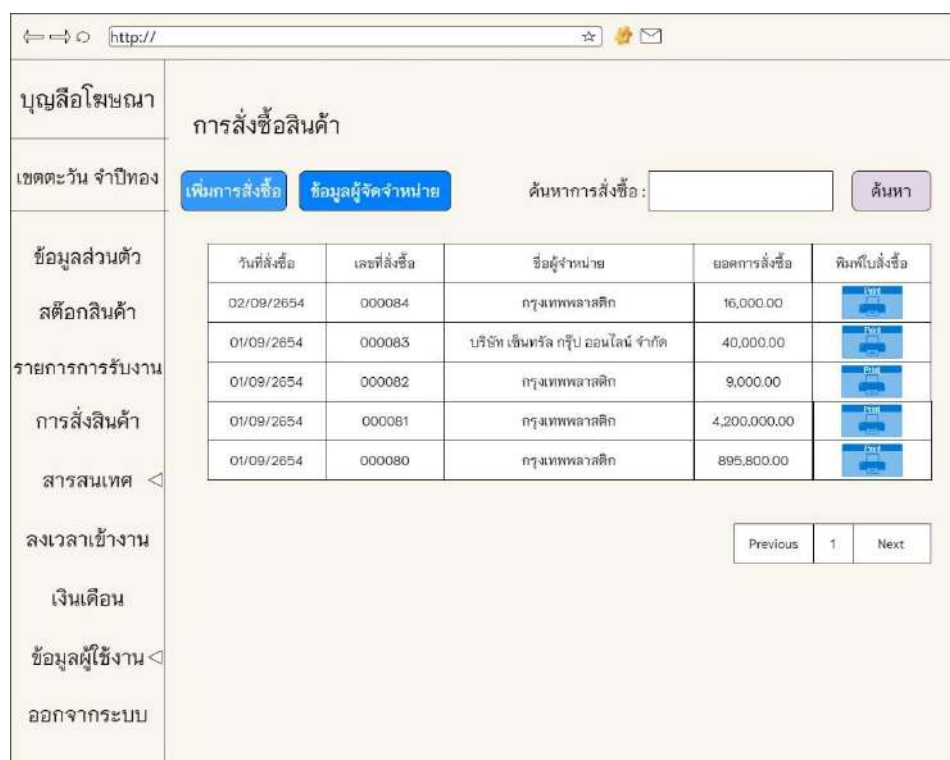 http://
บุญลือโฆษณา
เขตตะวัน จำปีทอง
ข้อมูลส่วนตัว
สต๊อกสินค้า
รายการการรับงาน
การสั่งสินค้า
สารสนเทศ
ลงเวลาเข้างาน
เงินเดือน
ข้อมูลผู้ใช้งาน
ออกจากระบบ
การสั่งซื้อสินค้า
เพิ่มการสั่งซื้อ ข้อมูลผู้จัดจำหน่าย ค้นหาการสั่งซื้อ : ค้นหา
วันที่สั่งซื้อ เลขที่สั่งซื้อ ชื่อผู้จำหน่าย ยอดการสั่งซื้อ พิมพ์ใบสั่งซื้อ
02/09/2654 000084 กรุงเทพพลาสติก 16,000.00 Print
01/09/2654 000083 บริษัท เซ็นทรัล กรุ๊ป ออนไลน์ จำกัด 40,000.00 Print
01/09/2654 000082 กรุงเทพพลาสติก 9,000.00 Print
01/09/2654 000081 กรุงเทพพลาสติก 4,200,000.00 Print
01/09/2654 000080 กรุงเทพพลาสติก 895,800.00 Print
Previous 1 Next